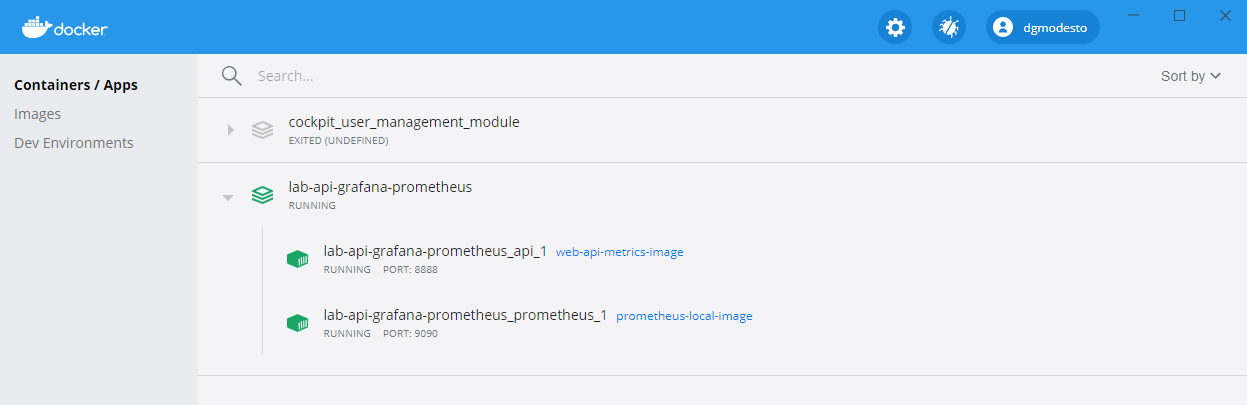 docker
dgmodesto
Containers / Apps
Images
Dev Environments
Search...
Sort by
cockpit_user_management_module
EXITED (UNDEFINED)
lab-api-grafana-prometheus
RUNNING
lab-api-grafana-prometheus_api_1 web-api-metrics-image
RUNNING PORT: 8888
lab-api-grafana-prometheus_prometheus_1 prometheus-local-image
RUNNING PORT: 9090